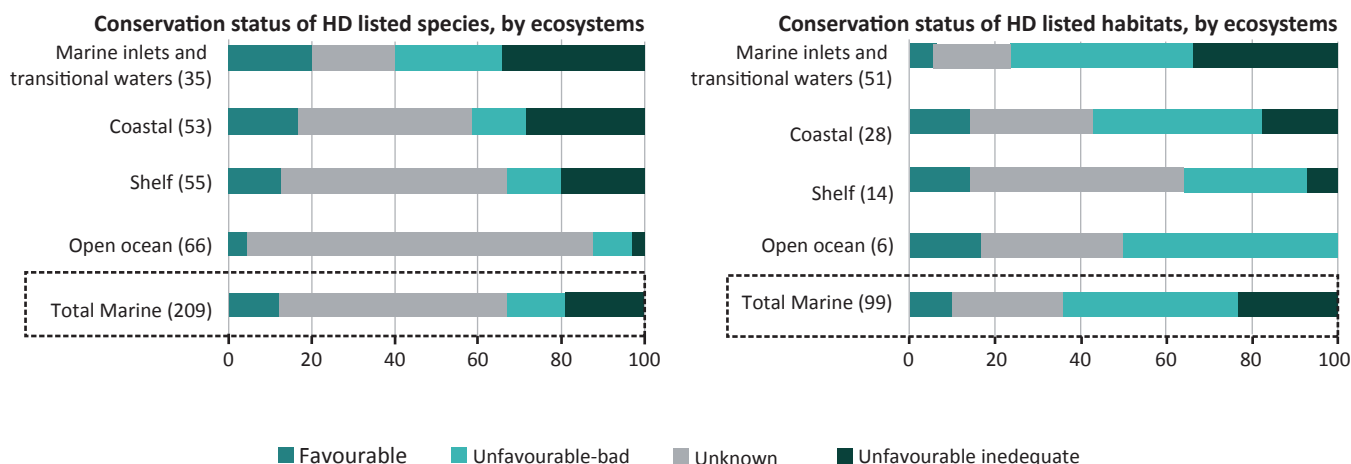 Conservation status of HD listed species, by ecosystems
Marine inlets and
transitional waters (35)
Coastal (53)
Shelf (55)
Open ocean (66)
Total Marine (209)
0 20 40 60 80 100
Conservation status of HD listed habitats, by ecosystems
Marine inlets and
transitional waters (51)
Coastal (28)
Shelf (14)
Open ocean (6)
Total Marine (99)
0 20 40 60 80 100
Favourable Unfavourable-bad Unknown Unfavourable inedequate